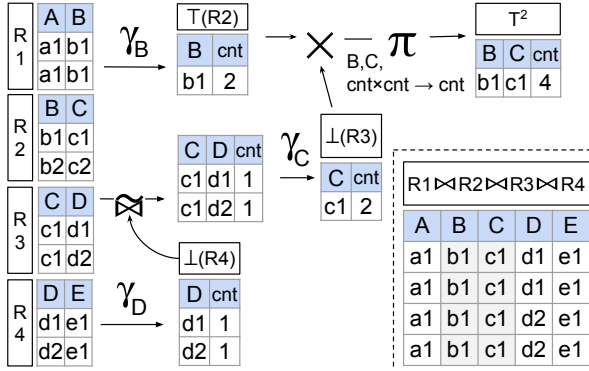 R1
A B
a1 b1
a1 b1
γB
⊤(R2)
B cnt
b1 2
×
π
B,C,
cnt×cnt → cnt
T²
B C cnt
b1 c1 4
R2
B C
b1 c1
b2 c2
R3
C D
c1 d1
c1 d2
⋈̃
C D cnt
c1 d1 1
c1 d2 1
γC
⊥(R3)
C cnt
c1 2
⊥(R4)
R4
D E
d1 e1
d2 e1
γD
D cnt
d1 1
d2 1
R1⋈R2⋈R3⋈R4
A B C D E
a1 b1 c1 d1 e1
a1 b1 c1 d1 e1
a1 b1 c1 d2 e1
a1 b1 c1 d2 e1